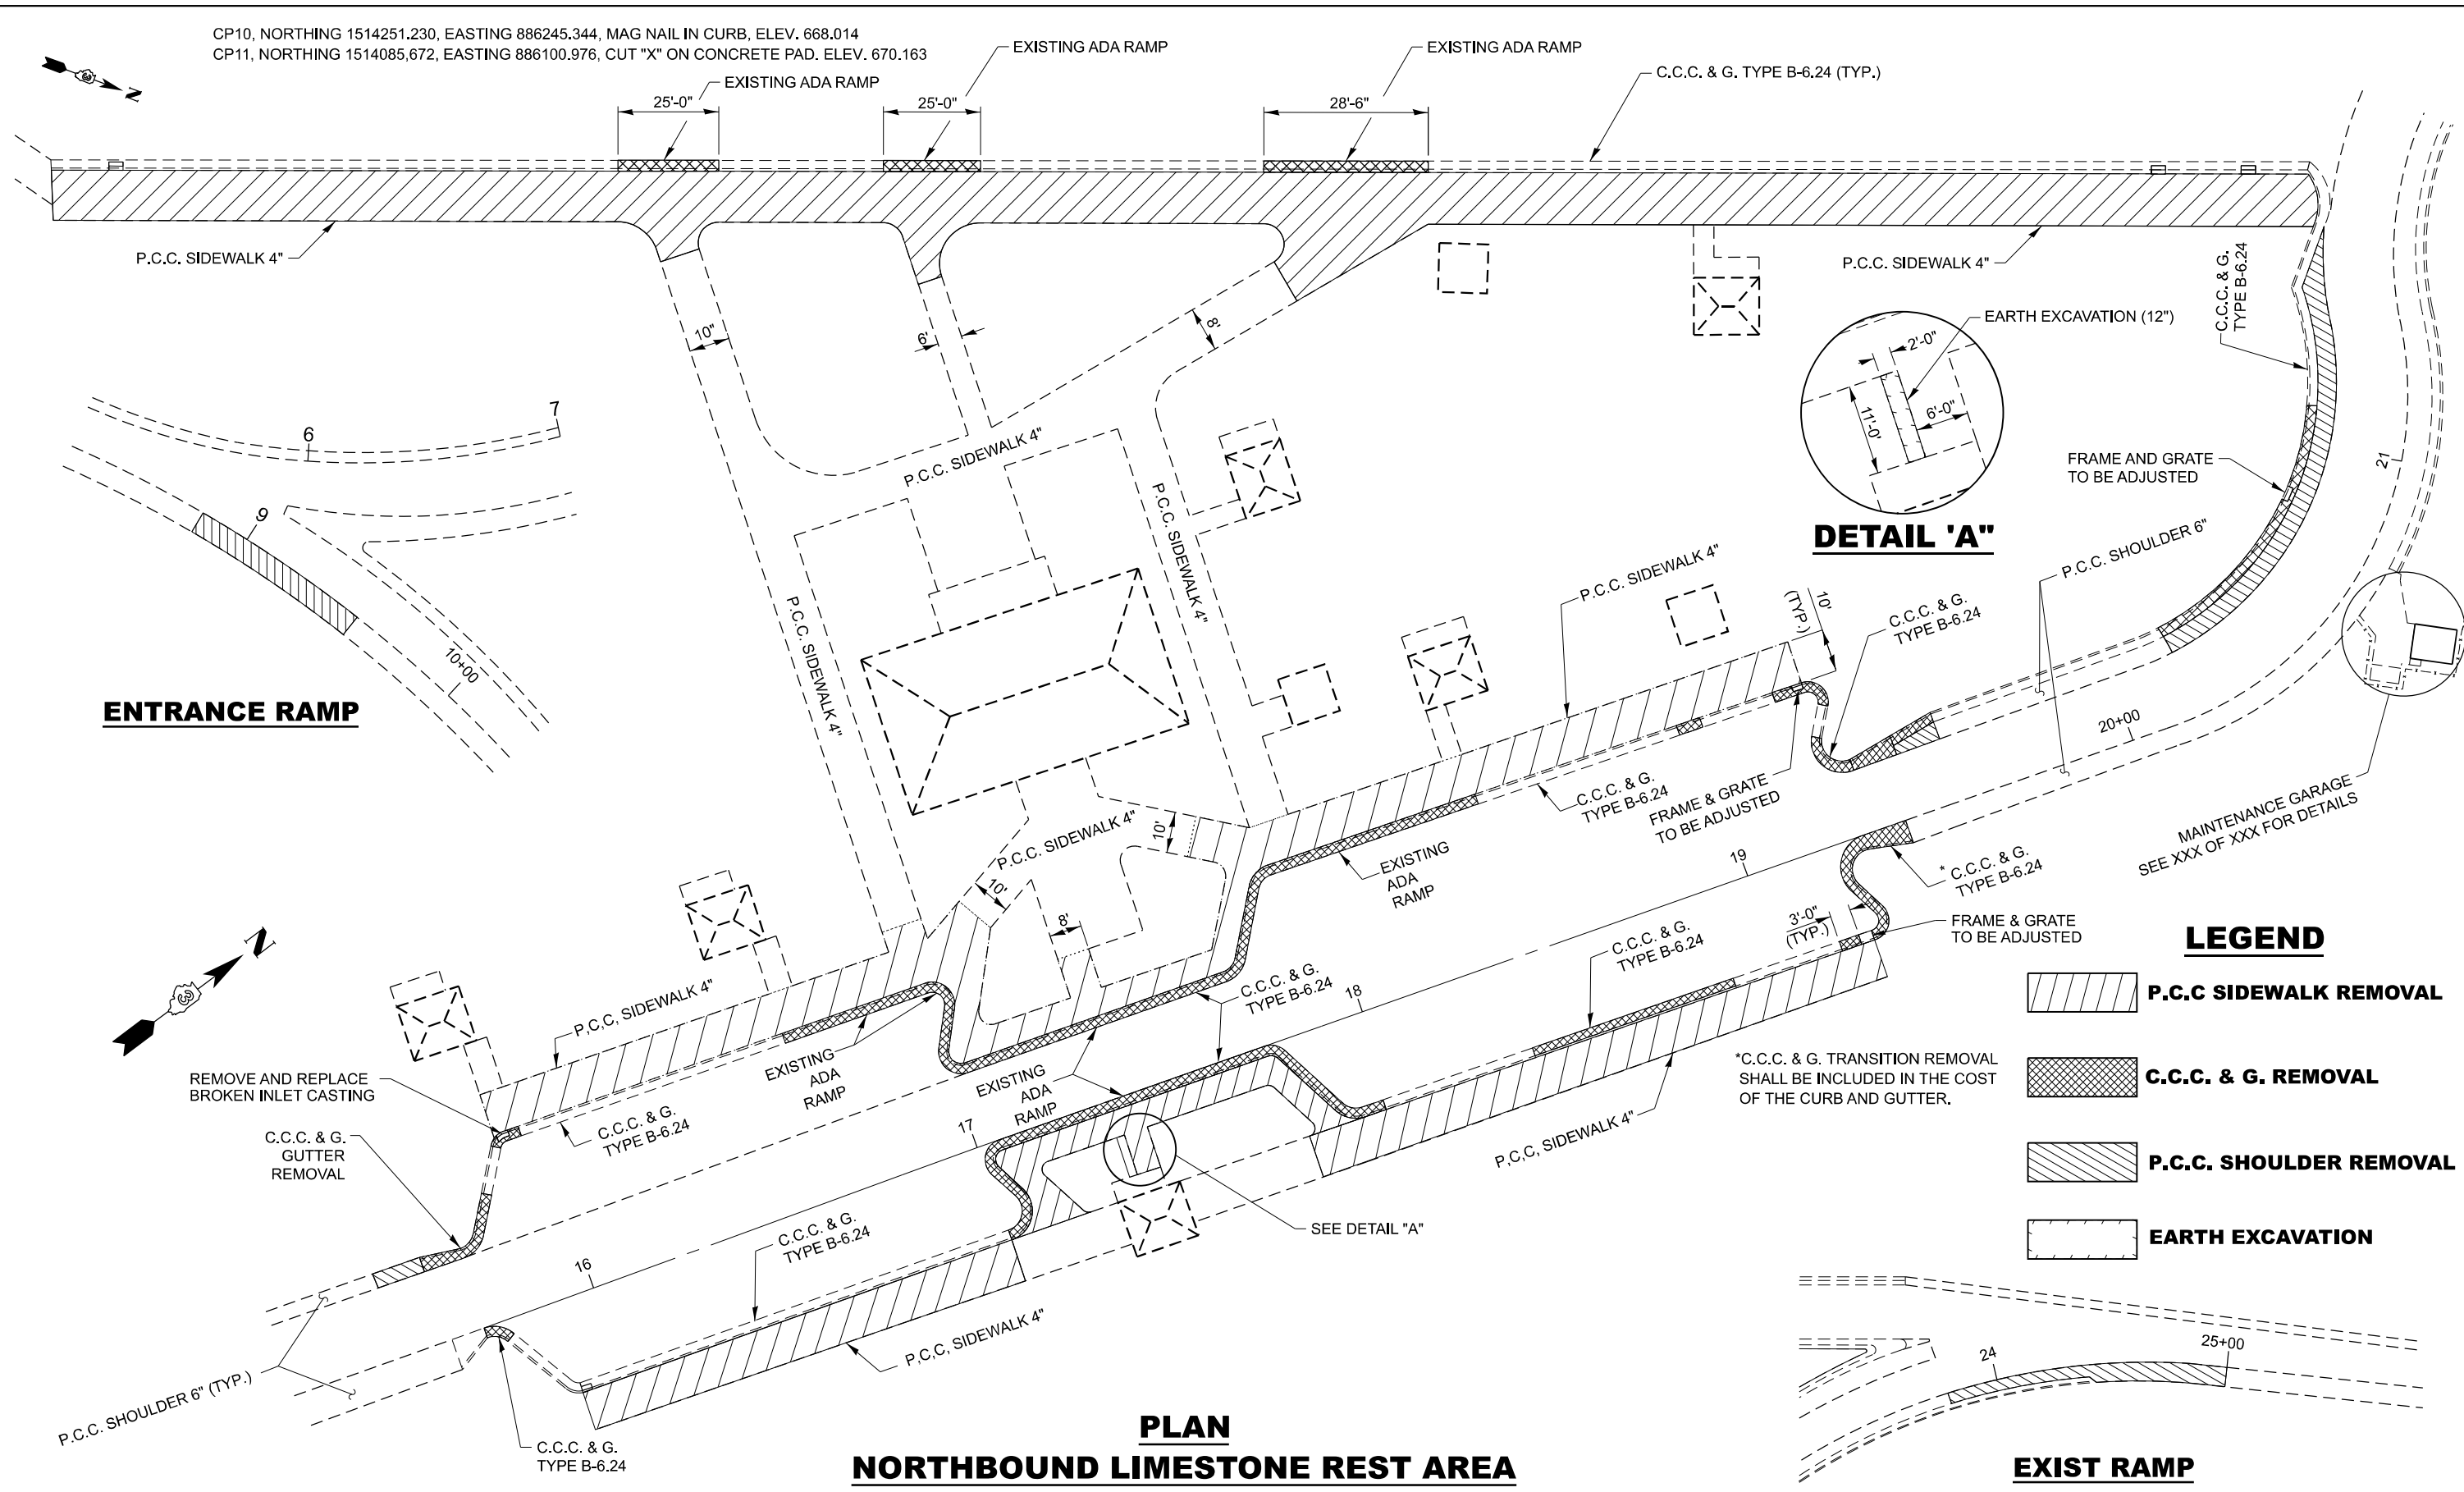 CP10, NORTHING 1514251.230, EASTING 886245.344, MAG NAIL IN CURB, ELEV. 668.014
CP11, NORTHING 1514085,672, EASTING 886100.976, CUT "X" ON CONCRETE PAD. ELEV. 670.163
EXISTING ADA RAMP
EXISTING ADA RAMP
EXISTING ADA RAMP
C.C.C. & G. TYPE B-6.24 (TYP.)
25'-0"
25'-0"
28'-6"
N
P.C.C. SIDEWALK 4"
P.C.C. SIDEWALK 4"
C.C.C. & G.
TYPE B-6.24
10"
6'
8'
EARTH EXCAVATION (12")
2'-0"
11'-0'
6'-0"
DETAIL 'A"
FRAME AND GRATE
TO BE ADJUSTED
21
6
7
9
10+00
ENTRANCE RAMP
P.C.C. SIDEWALK 4"
P.C.C. SIDEWALK 4"
P.C.C. SIDEWALK 4"
P.C.C. SIDEWALK 4"
10'
(TYP.)
C.C.C. & G.
TYPE B-6.24
P.C.C. SHOULDER 6"
20+00
MAINTENANCE GARAGE
SEE XXX OF XXX FOR DETAILS
C.C.C. & G.
TYPE B-6.24
FRAME & GRATE
TO BE ADJUSTED
P.C.C. SIDEWALK 4"
10'
10'
8'
EXISTING
ADA
RAMP
19
* C.C.C. & G.
TYPE B-6.24
3'-0"
(TYP.)
FRAME & GRATE
TO BE ADJUSTED
C.C.C. & G.
TYPE B-6.24
C.C.C. & G.
TYPE B-6.24
18
N
P,C,C, SIDEWALK 4"
REMOVE AND REPLACE
BROKEN INLET CASTING
C.C.C. & G.
GUTTER
REMOVAL
C.C.C. & G.
TYPE B-6.24
EXISTING
ADA
RAMP
EXISTING
ADA
RAMP
17
P,C,C, SIDEWALK 4"
*C.C.C. & G. TRANSITION REMOVAL
SHALL BE INCLUDED IN THE COST
OF THE CURB AND GUTTER.
LEGEND
P.C.C SIDEWALK REMOVAL
C.C.C. & G. REMOVAL
P.C.C. SHOULDER REMOVAL
EARTH EXCAVATION
C.C.C. & G.
TYPE B-6.24
16
SEE DETAIL "A"
P,C,C, SIDEWALK 4"
P.C.C. SHOULDER 6" (TYP.)
C.C.C. & G.
TYPE B-6.24
24
25+00
EXIST RAMP
PLAN
NORTHBOUND LIMESTONE REST AREA